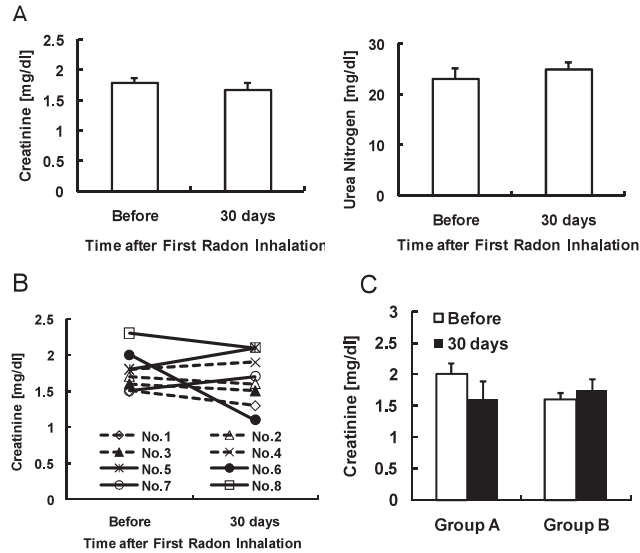 A
Creatinine [mg/dl]
2.5
2
1.5
1
0.5
0
Before
30 days
Time after First Radon Inhalation
Urea Nitrogen [mg/dl]
30
20
10
0
Before
30 days
Time after First Radon Inhalation
B
Creatinine [mg/dl]
2.5
2
1.5
1
0.5
0
No.1
No.2
No.3
No.4
No.5
No.6
No.7
No.8
Before
30 days
Time after First Radon Inhalation
C
Creatinine [mg/dl]
3
2.5
2
1.5
1
0.5
0
Before
30 days
Group A
Group B